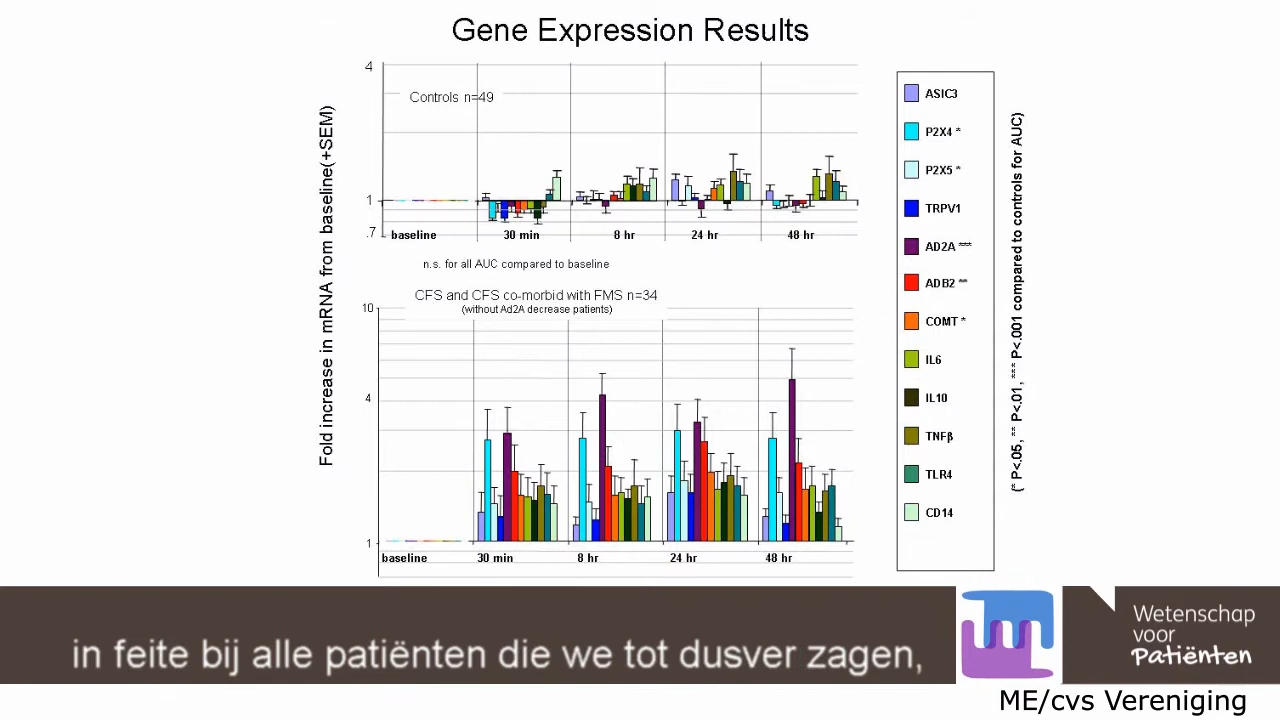 Gene Expression Results
Fold increase in mRNA from baseline(+SEM)
4
Controls n=49
1
.7
baseline
30 min
8 hr
24 hr
48 hr
n.s. for all AUC compared to baseline
CFS and CFS co-morbid with FMS n=34
(without Ad2A decrease patients)
10
4
1
baseline
30 min
8 hr
24 hr
48 hr
ASIC3
P2X4 *
P2X5 *
TRPV1
AD2A ***
ADB2 **
COMT *
IL6
IL10
TNFβ
TLR4
CD14
(* P<.05, ** P<.01, *** P<.001 compared to controls for AUC)
in feite bij alle patiënten die we tot dusver zagen,
Wetenschap
voor
Patiënten
ME/cvs Vereniging